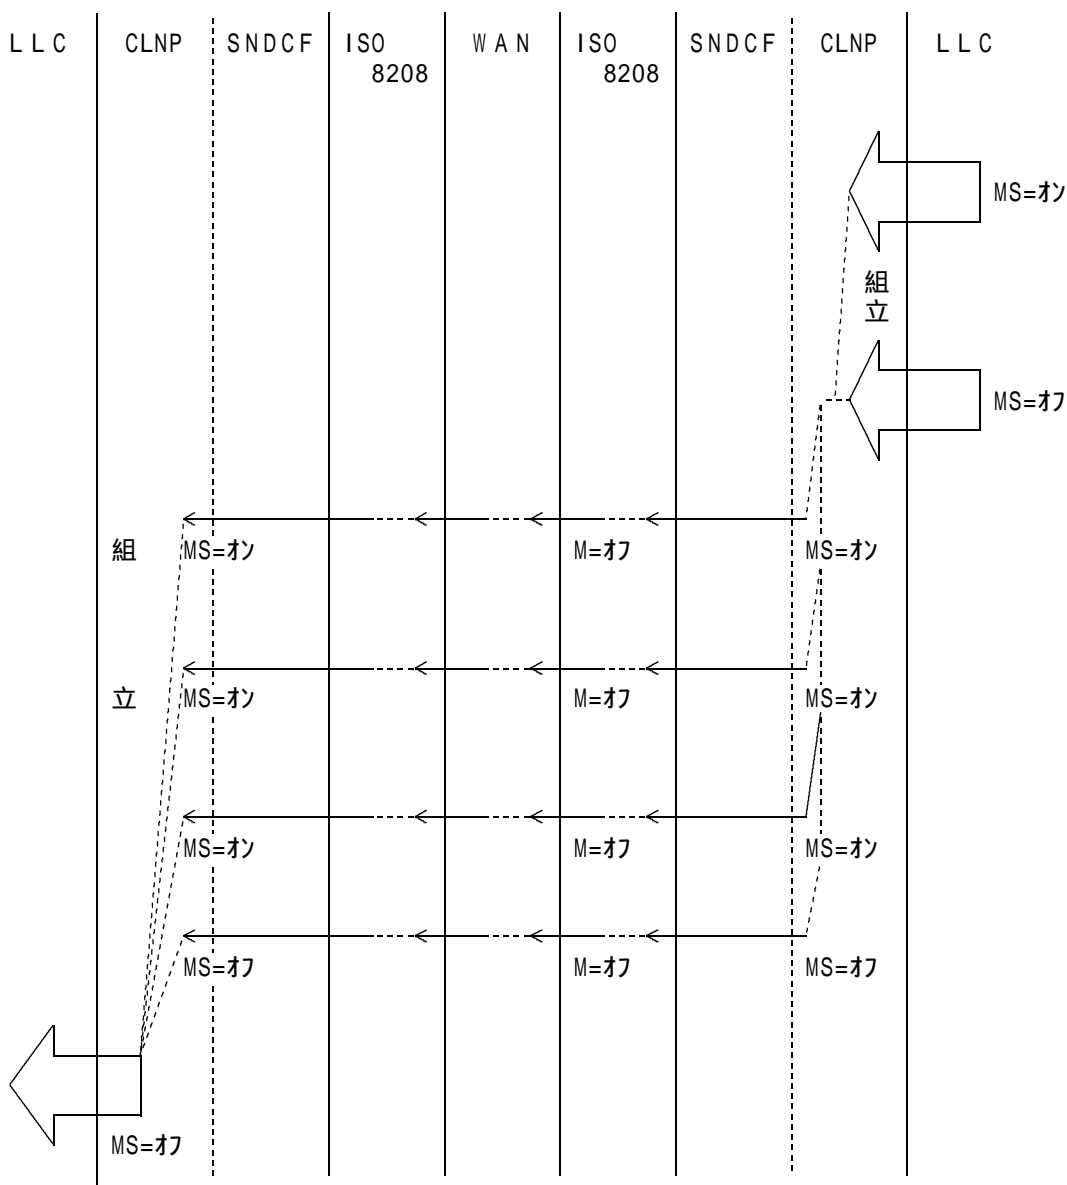 ＬＬＣ CLNP ＳＮＤＣＦ ISO 8208 ＷＡＮ ISO 8208 ＳＮＤＣＦ CLNP ＬＬＣ
MS=ｵﾝ
組立
MS=ｵﾌ
組 MS=ｵﾝ M=ｵﾌ MS=ｵﾝ
立 MS=ｵﾝ M=ｵﾌ MS=ｵﾝ
MS=ｵﾝ M=ｵﾌ MS=ｵﾝ
MS=ｵﾌ M=ｵﾌ MS=ｵﾌ
MS=ｵﾌ